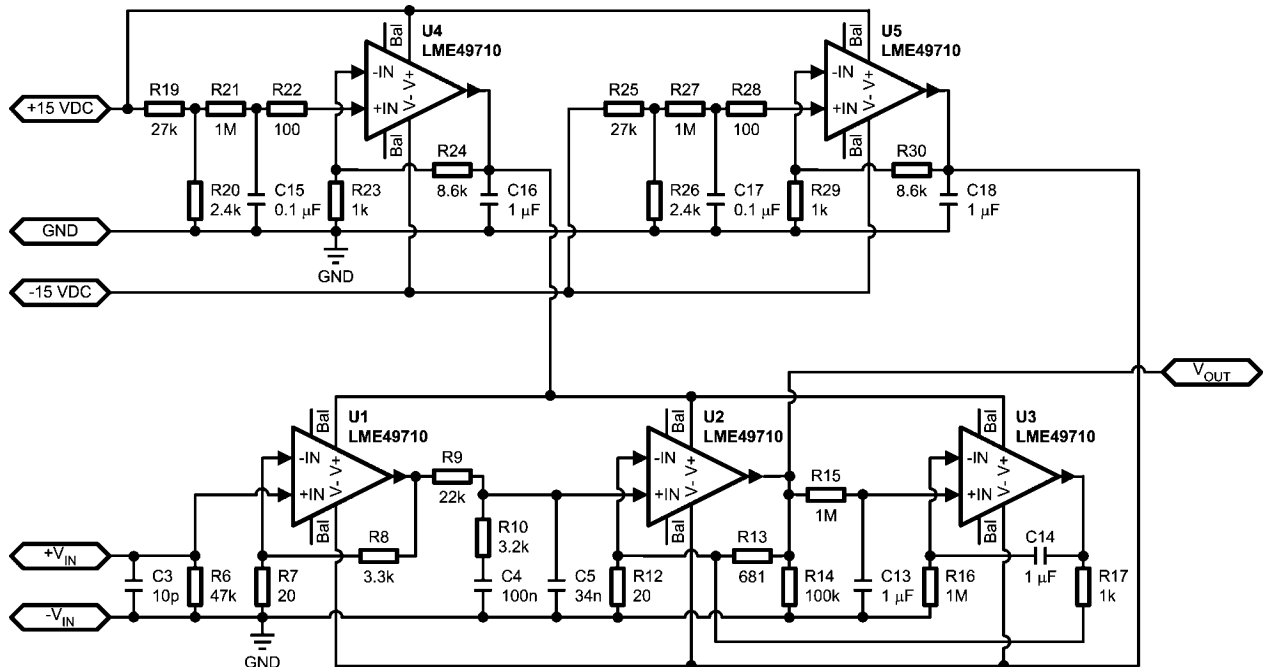 U4
LME49710
Bal
-IN
V+
+IN
V-
Bal
U5
LME49710
Bal
-IN
V+
+IN
V-
Bal
+15 VDC
R19
27k
R21
1M
R22
100
R25
27k
R27
1M
R28
100
R24
8.6k
R30
8.6k
R20
2.4k
C15
0.1 µF
R23
1k
C16
1 µF
R26
2.4k
C17
0.1 µF
R29
1k
C18
1 µF
GND
GND
-15 VDC
VOUT
U1
LME49710
Bal
-IN
V+
+IN
V-
Bal
U2
LME49710
Bal
-IN
V+
+IN
V-
Bal
U3
LME49710
Bal
-IN
V+
+IN
V-
Bal
R9
22k
R15
1M
R10
3.2k
R8
3.3k
R13
681
C14
1 µF
+VIN
C3
10p
R6
47k
R7
20
C4
100n
C5
34n
R12
20
R14
100k
C13
1 µF
R16
1M
R17
1k
-VIN
GND